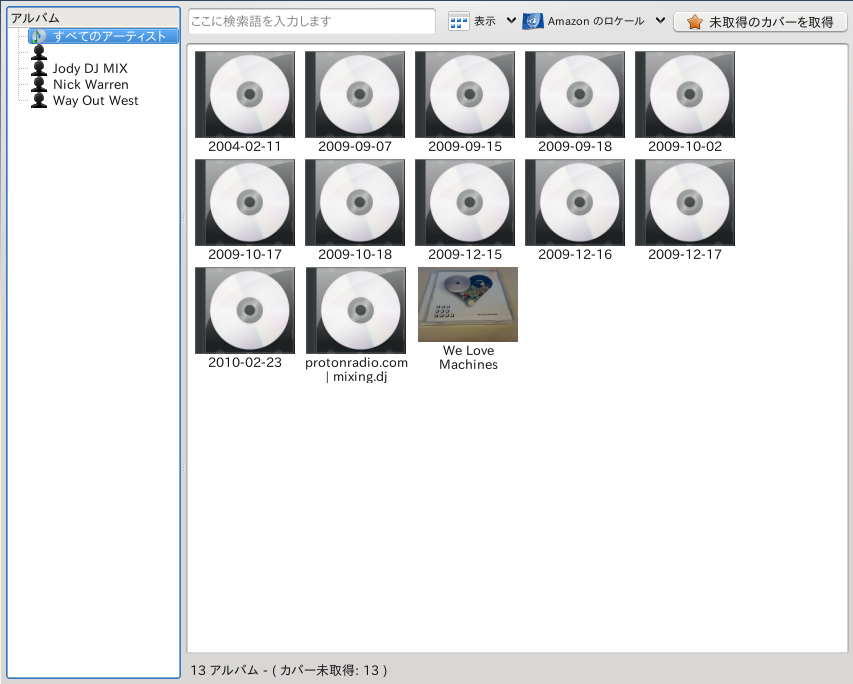 アルバム
すべてのアーティスト
Jody DJ MIX
Nick Warren
Way Out West
ここに検索語を入力します
表示
Amazon のロケール
未取得のカバーを取得
2004-02-11
2009-09-07
2009-09-15
2009-09-18
2009-10-02
2009-10-17
2009-10-18
2009-12-15
2009-12-16
2009-12-17
2010-02-23
protonradio.com
| mixing.dj
We Love
Machines
13 アルバム - ( カバー未取得: 13 )